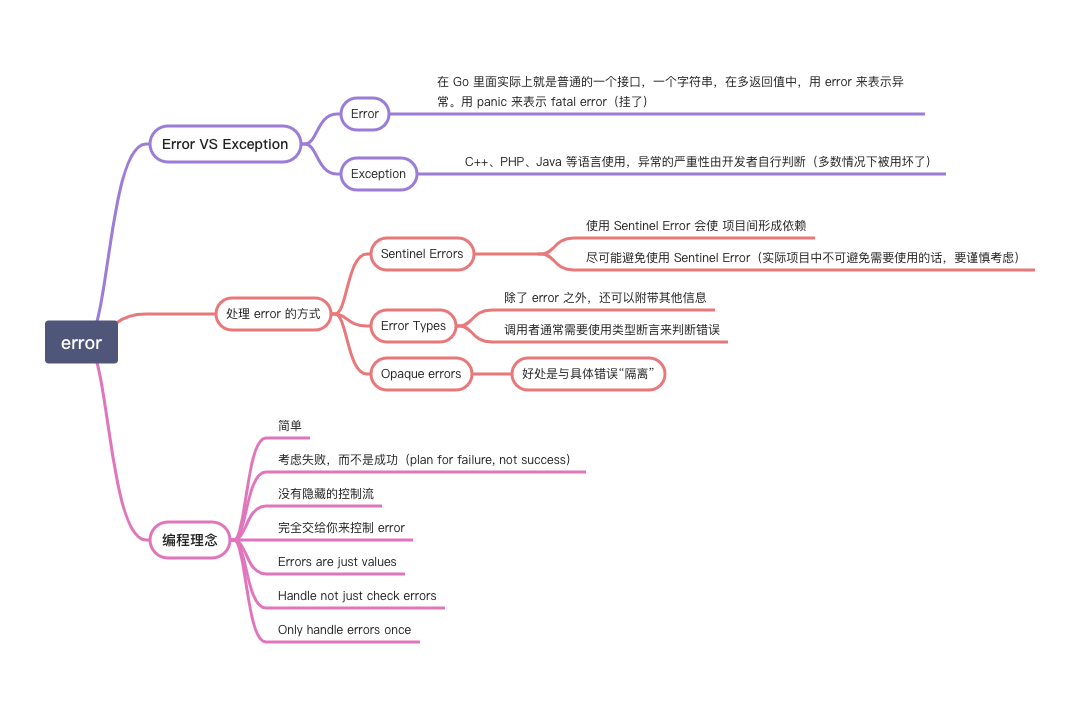 在 Go 里面实际上就是普通的一个接口，一个字符串，在多返回值中，用 error 来表示异
常。用 panic 来表示 fatal error（挂了）
Error
Error VS Exception
C++、PHP、Java 等语言使用，异常的严重性由开发者自行判断（多数情况下被用坏了）
Exception
使用 Sentinel Error 会使 项目间形成依赖
Sentinel Errors
尽可能避免使用 Sentinel Error（实际项目中不可避免需要使用的话，要谨慎考虑）
除了 error 之外，还可以附带其他信息
处理 error 的方式
Error Types
调用者通常需要使用类型断言来判断错误
error
Opaque errors
好处是与具体错误“隔离”
简单
考虑失败，而不是成功（plan for failure, not success）
没有隐藏的控制流
完全交给你来控制 error
编程理念
Errors are just values
Handle not just check errors
Only handle errors once